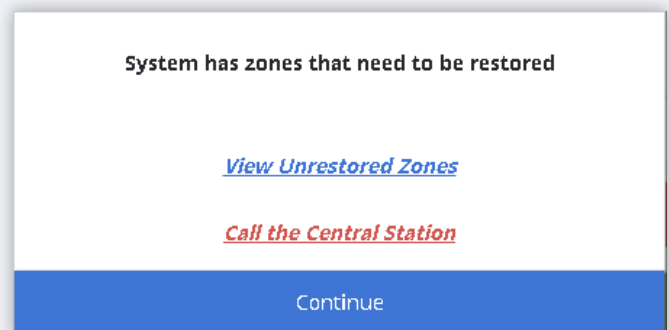 System has zones that need to be restored
View Unrestored Zones
Call the Central Station
Continue